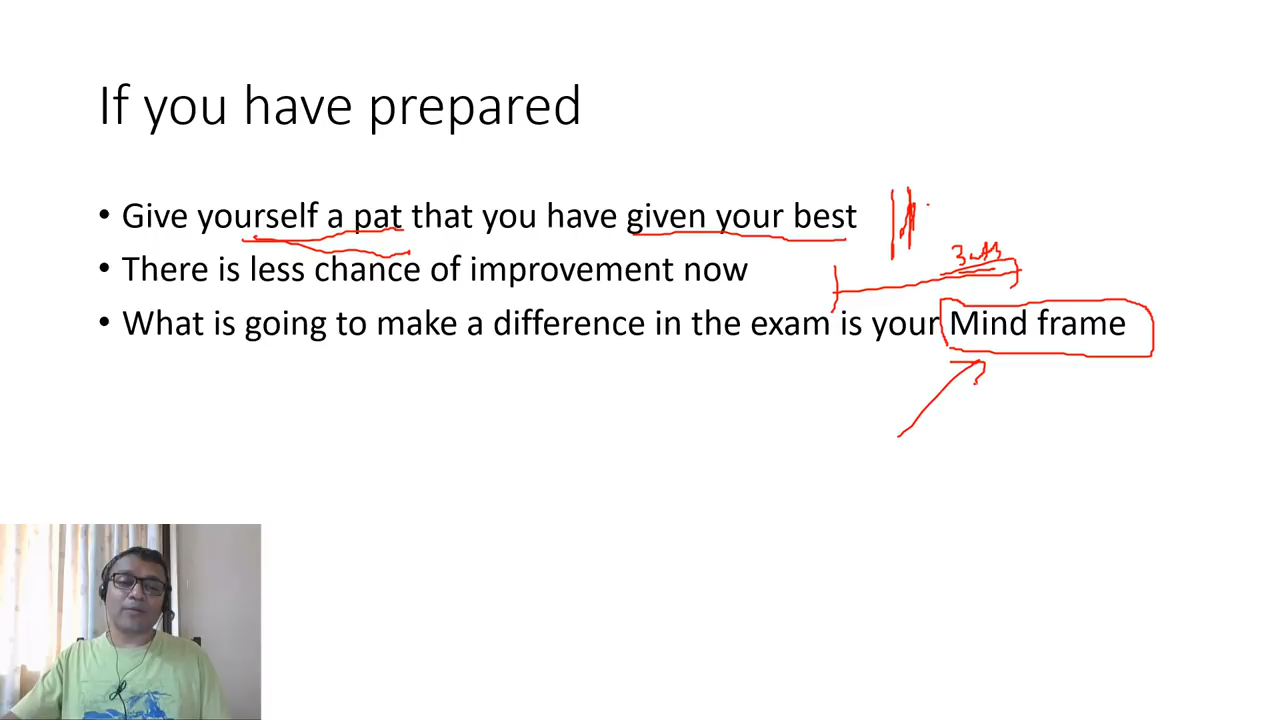 If you have prepared
• Give yourself a pat that you have given your best
• There is less chance of improvement now
• What is going to make a difference in the exam is your Mind frame